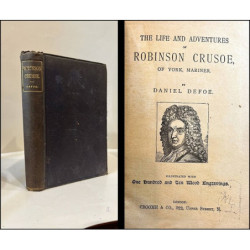 ROBINSON
CRUSOE.
DEFOE.
THE LIFE AND ADVENTURES
OF
ROBINSON CRUSOE,
OF YORK, MARINER.
BY
DANIEL DEFOE.
ILLUSTRATED WITH
One Hundred and Ten Wood Engravings.
LONDON: